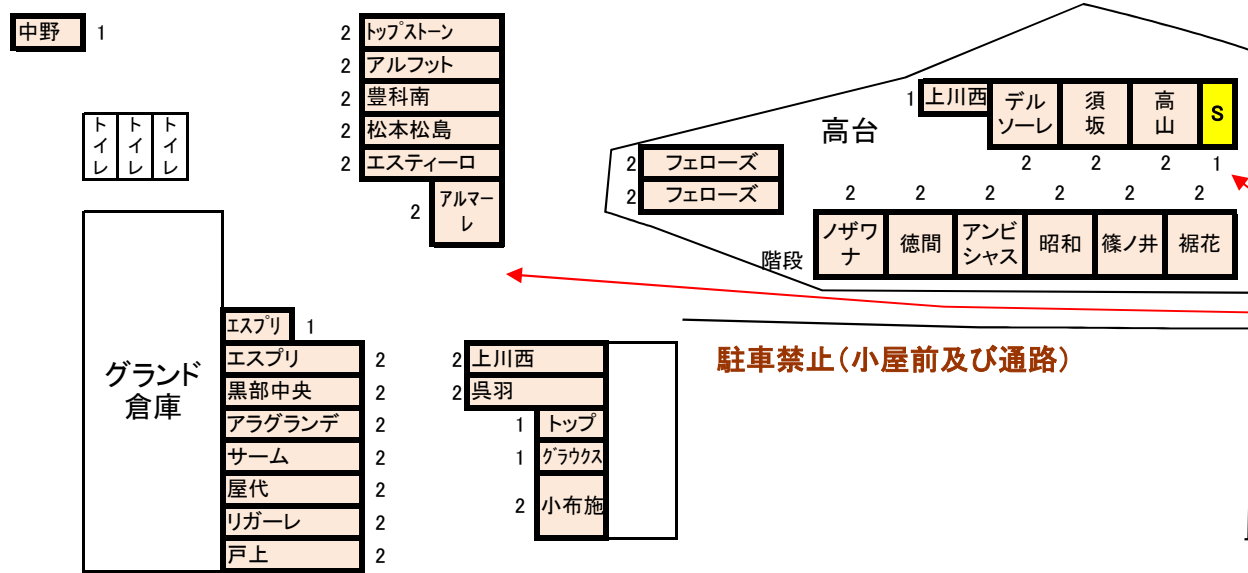 中野 1
トイレ トイレ トイレ
2 トップストーン
2 アルフット
2 豊科南
2 松本松島
2 エスティーロ
2 アルマーレ
高台
1 上川西
デルソーレ 須坂 高山 S
2 2 2 1
2 フェローズ
2 フェローズ
2 2 2 2 2 2
ノザワナ 徳間 アンビシャス 昭和 篠ノ井 裾花
階段
駐車禁止(小屋前及び通路)
グランド
倉庫
エスプリ 1
エスプリ 2
黒部中央 2
アラグランデ 2
サーム 2
屋代 2
リガーレ 2
戸上 2
2 上川西
2 呉羽
1 トップ
1 グラウクス
2 小布施